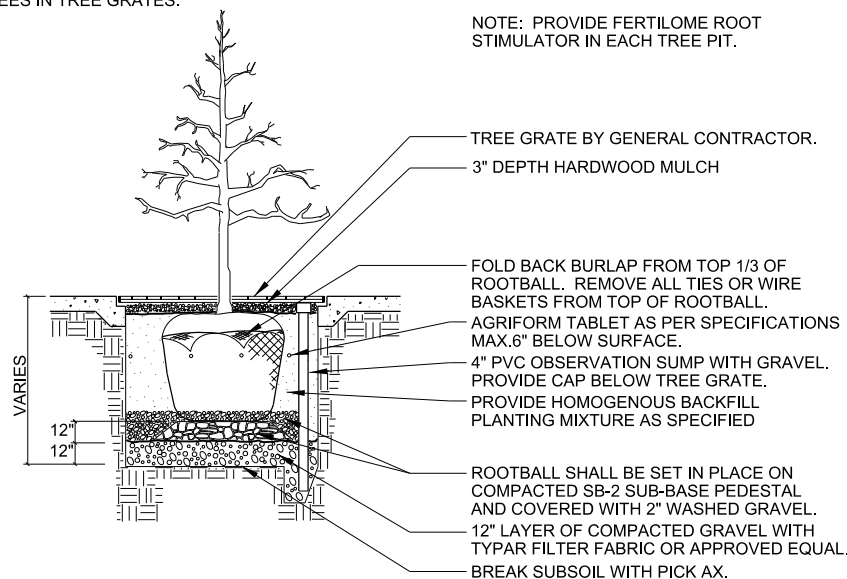 EES IN TREE GRATES.
NOTE: PROVIDE FERTILOME ROOT
STIMULATOR IN EACH TREE PIT.
TREE GRATE BY GENERAL CONTRACTOR.
3" DEPTH HARDWOOD MULCH
FOLD BACK BURLAP FROM TOP 1/3 OF
ROOTBALL. REMOVE ALL TIES OR WIRE
BASKETS FROM TOP OF ROOTBALL.
AGRIFORM TABLET AS PER SPECIFICATIONS
MAX.6" BELOW SURFACE.
4" PVC OBSERVATION SUMP WITH GRAVEL.
PROVIDE CAP BELOW TREE GRATE.
PROVIDE HOMOGENOUS BACKFILL
PLANTING MIXTURE AS SPECIFIED
VARIES
12"
12"
ROOTBALL SHALL BE SET IN PLACE ON
COMPACTED SB-2 SUB-BASE PEDESTAL
AND COVERED WITH 2" WASHED GRAVEL.
12" LAYER OF COMPACTED GRAVEL WITH
TYPAR FILTER FABRIC OR APPROVED EQUAL.
BREAK SUBSOIL WITH PICK AX.